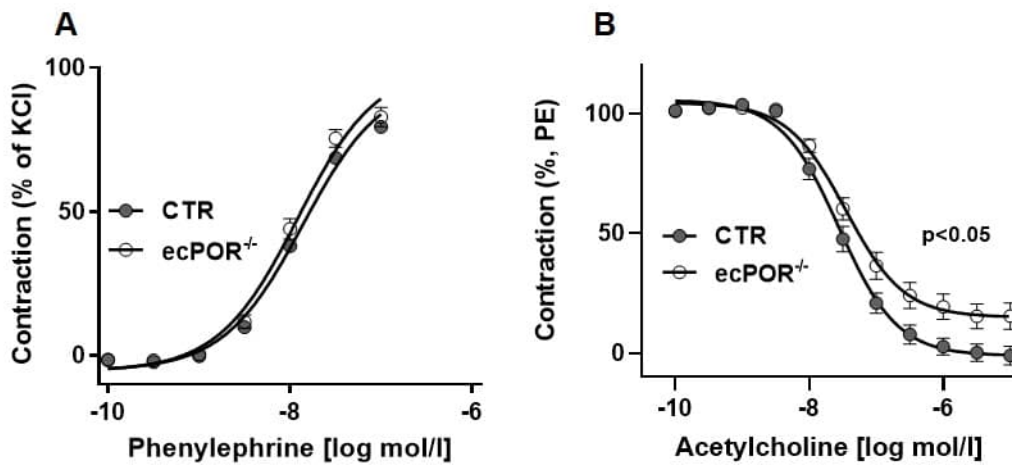 A
Contraction (% of KCl)
100
50
0
CTR
ecPOR-/-
-10
-8
-6
Phenylephrine [log mol/l]
B
Contraction (%, PE)
100
50
0
CTR
ecPOR-/-
p<0.05
-10
-8
-6
Acetylcholine [log mol/l]